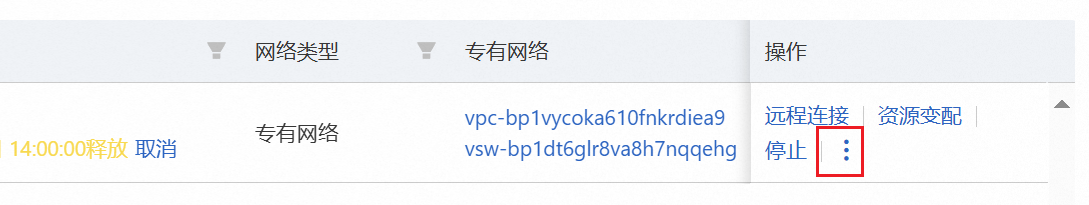 网络类型 专有网络 操作
专有网络 vpc-bp1vycoka610fnkrdiea9 远程连接 资源变配
14:00:00释放 取消 vsw-bp1dt6glr8va8h7nqqehg 停止